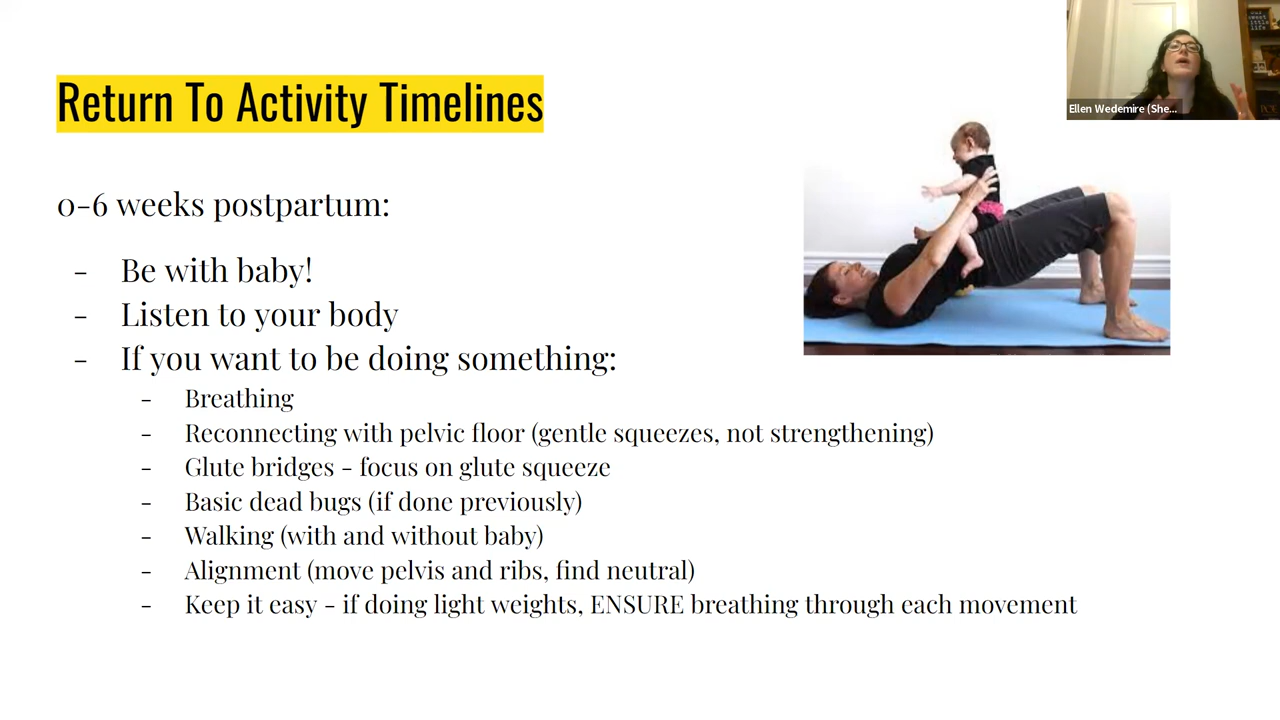 Return To Activity Timelines
Ellen Wedemire (She...
0-6 weeks postpartum:
- Be with baby!
- Listen to your body
- If you want to be doing something:
- Breathing
- Reconnecting with pelvic floor (gentle squeezes, not strengthening)
- Glute bridges - focus on glute squeeze
- Basic dead bugs (if done previously)
- Walking (with and without baby)
- Alignment (move pelvis and ribs, find neutral)
- Keep it easy - if doing light weights, ENSURE breathing through each movement